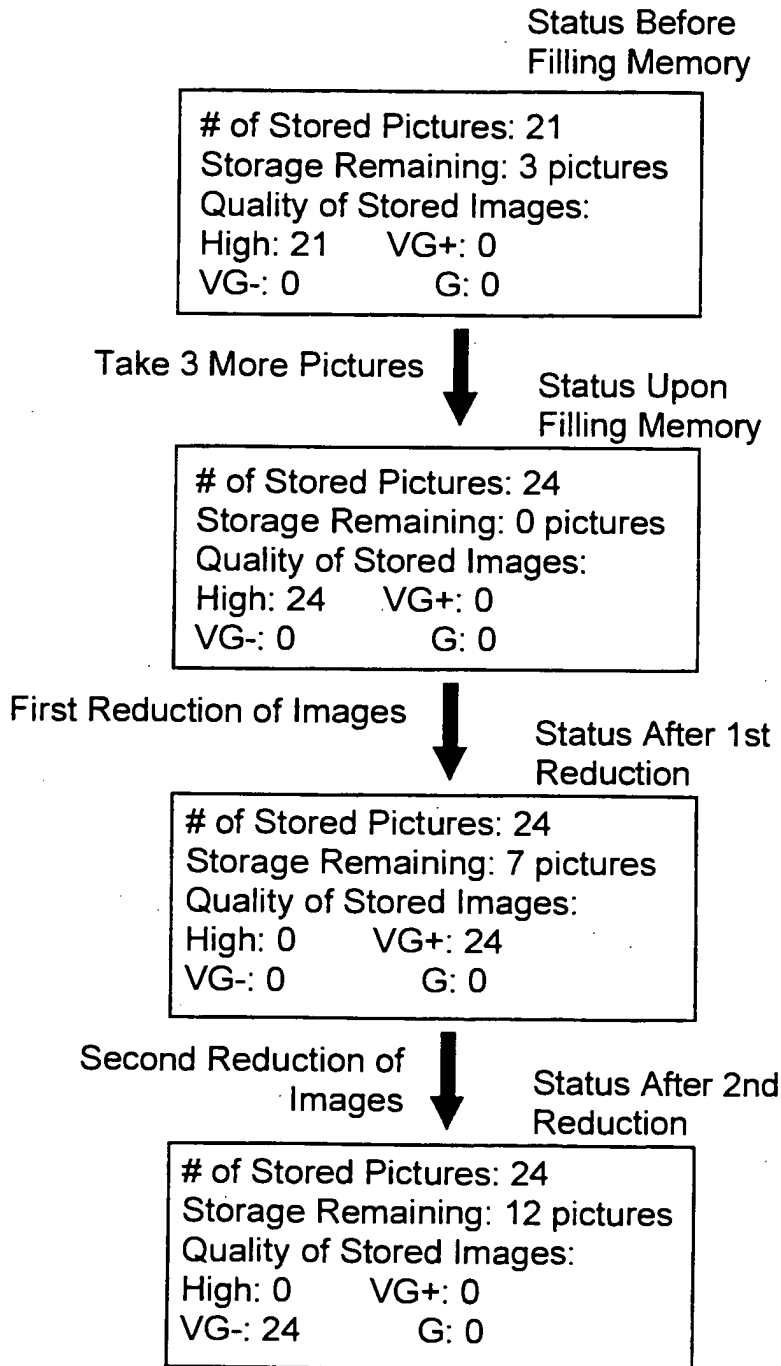 Status Before
Filling Memory
# of Stored Pictures: 21
Storage Remaining: 3 pictures
Quality of Stored Images:
High: 21 VG+: 0
VG-: 0 G: 0
Take 3 More Pictures
Status Upon
Filling Memory
# of Stored Pictures: 24
Storage Remaining: 0 pictures
Quality of Stored Images:
High: 24 VG+: 0
VG-: 0 G: 0
First Reduction of Images
Status After 1st
Reduction
# of Stored Pictures: 24
Storage Remaining: 7 pictures
Quality of Stored Images:
High: 0 VG+: 24
VG-: 0 G: 0
Second Reduction of
Images
Status After 2nd
Reduction
# of Stored Pictures: 24
Storage Remaining: 12 pictures
Quality of Stored Images:
High: 0 VG+: 0
VG-: 24 G: 0